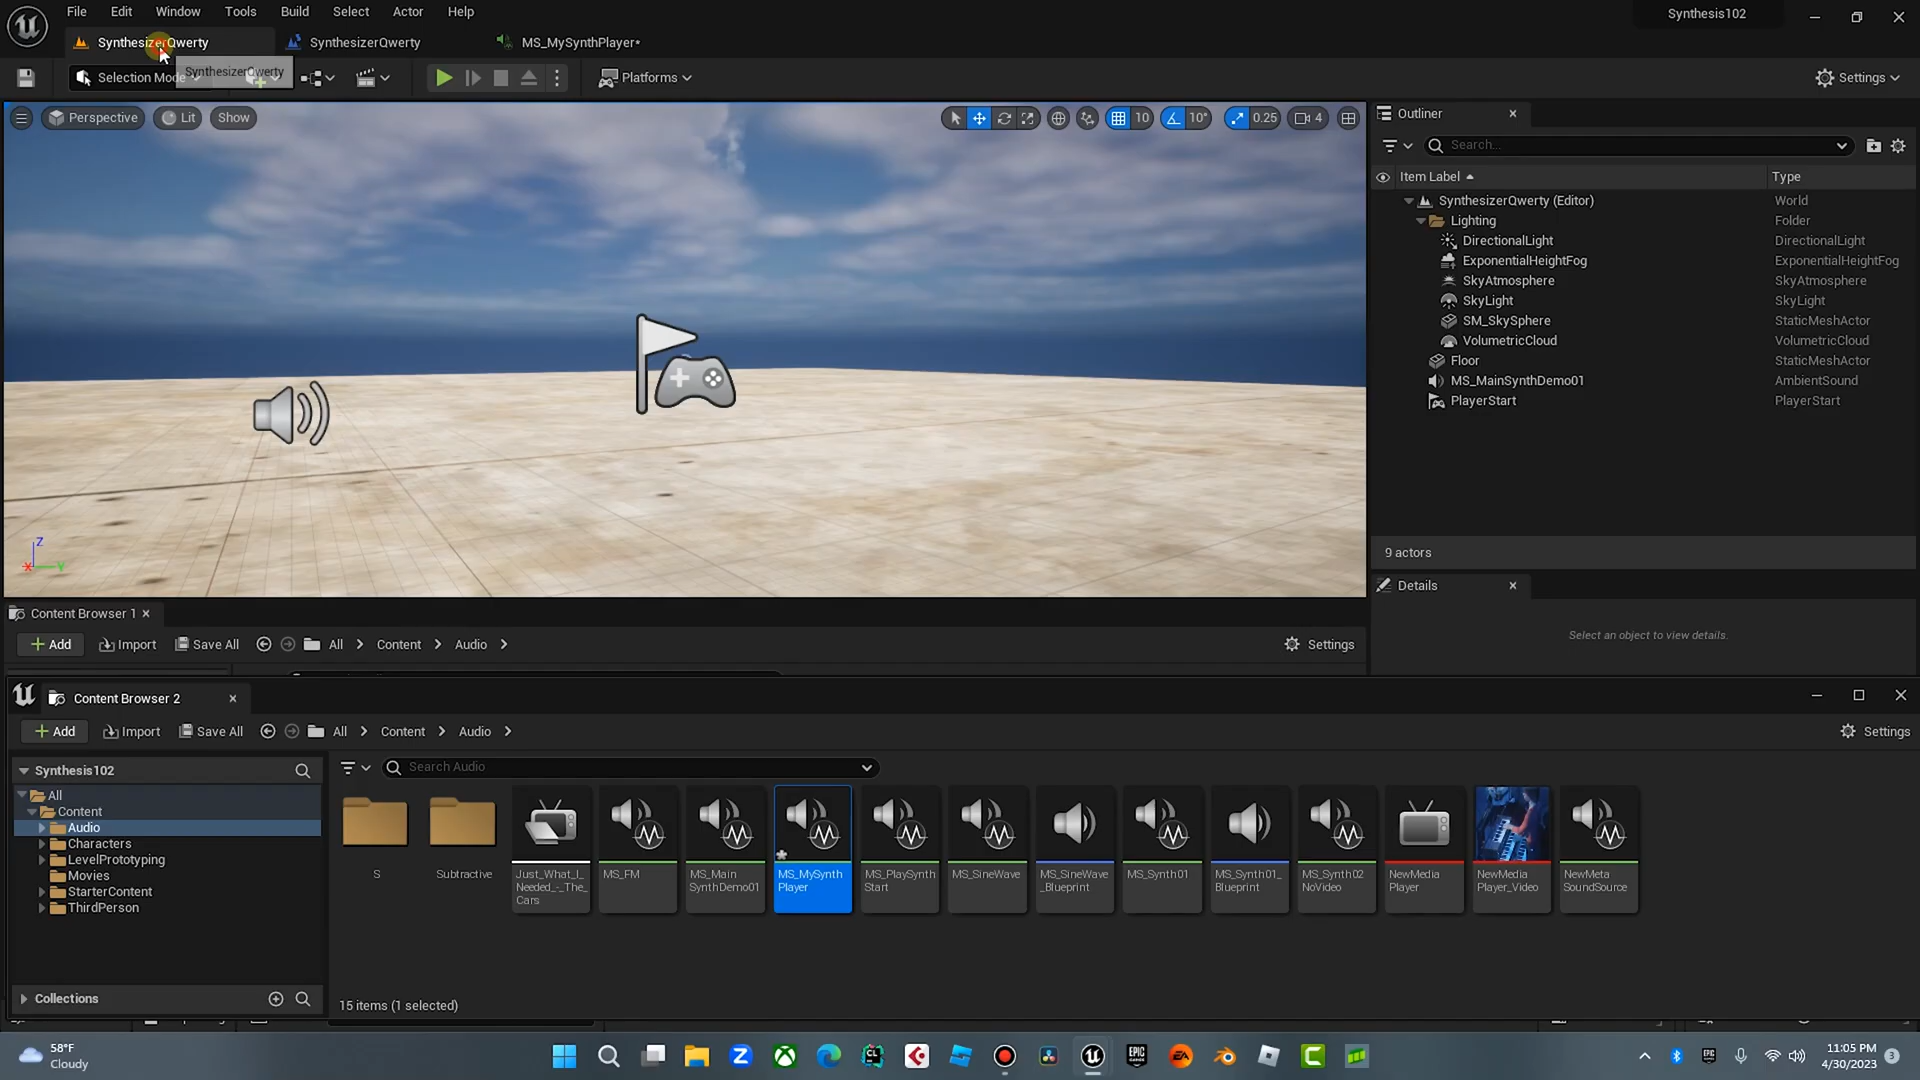 File Edit Window Tools Build Select Actor Help
Synthesis102
SynthesizerQwerty
SynthesizerQwerty
MS_MySynthPlayer*
Selection Mode
SynthesizerQwerty
Platforms
Settings
Perspective
Lit
Show
10
10°
0.25
4
Outliner
Search...
Item Label
Type
SynthesizerQwerty (Editor) World
Lighting Folder
DirectionalLight DirectionalLight
ExponentialHeightFog ExponentialHeightFog
SkyAtmosphere SkyAtmosphere
SkyLight SkyLight
SM_SkySphere StaticMeshActor
VolumetricCloud VolumetricCloud
Floor StaticMeshActor
MS_MainSynthDemo01 AmbientSound
PlayerStart PlayerStart
9 actors
Details
Select an object to view details.
Z
X
Y
Content Browser 1
Add Import Save All All Content Audio Settings
Content Browser 2
Add Import Save All All Content Audio Settings
Synthesis102
Search Audio
All
Content
Audio
Characters
LevelPrototyping
Movies
StarterContent
ThirdPerson
Collections
S
Subtractive
Just_What_I_
Needed_-_The_
Cars
MS_FM
MS_Main
SynthDemo01
MS_MySynth
Player
MS_PlaySynth
Start
MS_SineWave
MS_SineWave
_Blueprint
MS_Synth01
MS_Synth01_
Blueprint
MS_Synth02
NoVideo
NewMedia
Player
NewMedia
Player_Video
NewMeta
SoundSource
15 items (1 selected)
58°F
Cloudy
11:05 PM
4/30/2023
3